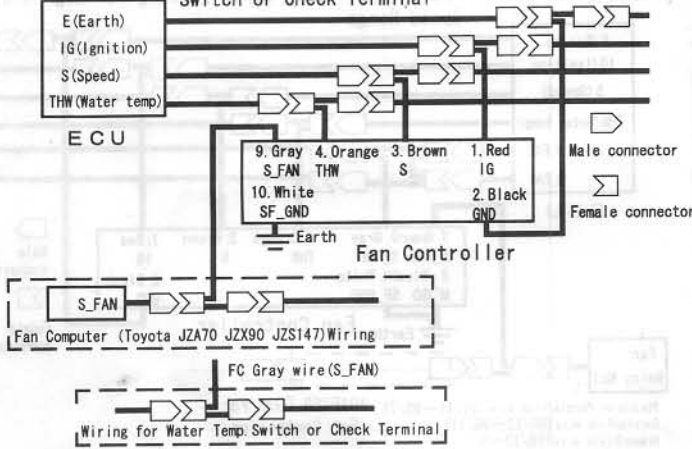 Switch or Check Terminal
E(Earth)
IG(Ignition)
S(Speed)
THW(Water temp)
ECU
9. Gray 4. Orange 3. Brown 1. Red
S_FAN THW S IG
10. White 2. Black
SF_GND GND
Male connector
Female connector
Earth
Fan Controller
S_FAN
Fan Computer (Toyota JZA70 JZX90 JZS147)Wiring
FC Gray wire(S_FAN)
Wiring for Water Temp. Switch or Check Terminal